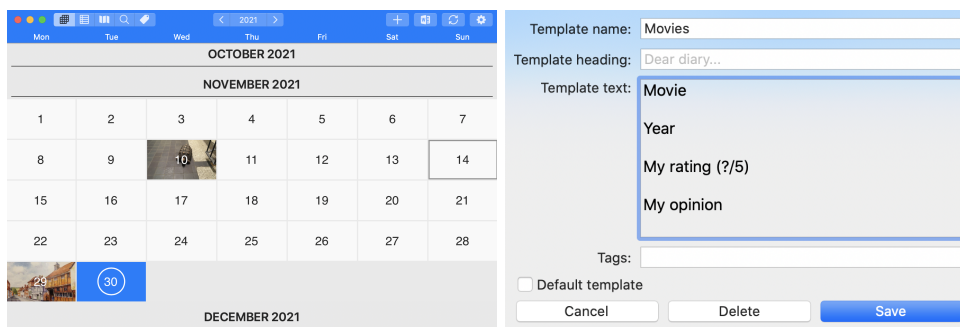 2021
Mon Tue Wed Thu Fri Sat Sun
OCTOBER 2021
NOVEMBER 2021
1 2 3 4 5 6 7
8 9 10 11 12 13 14
15 16 17 18 19 20 21
22 23 24 25 26 27 28
29 30
DECEMBER 2021
Template name: Movies
Template heading: Dear diary...
Template text: Movie
Year
My rating (?/5)
My opinion
Tags:
Default template
Cancel Delete Save